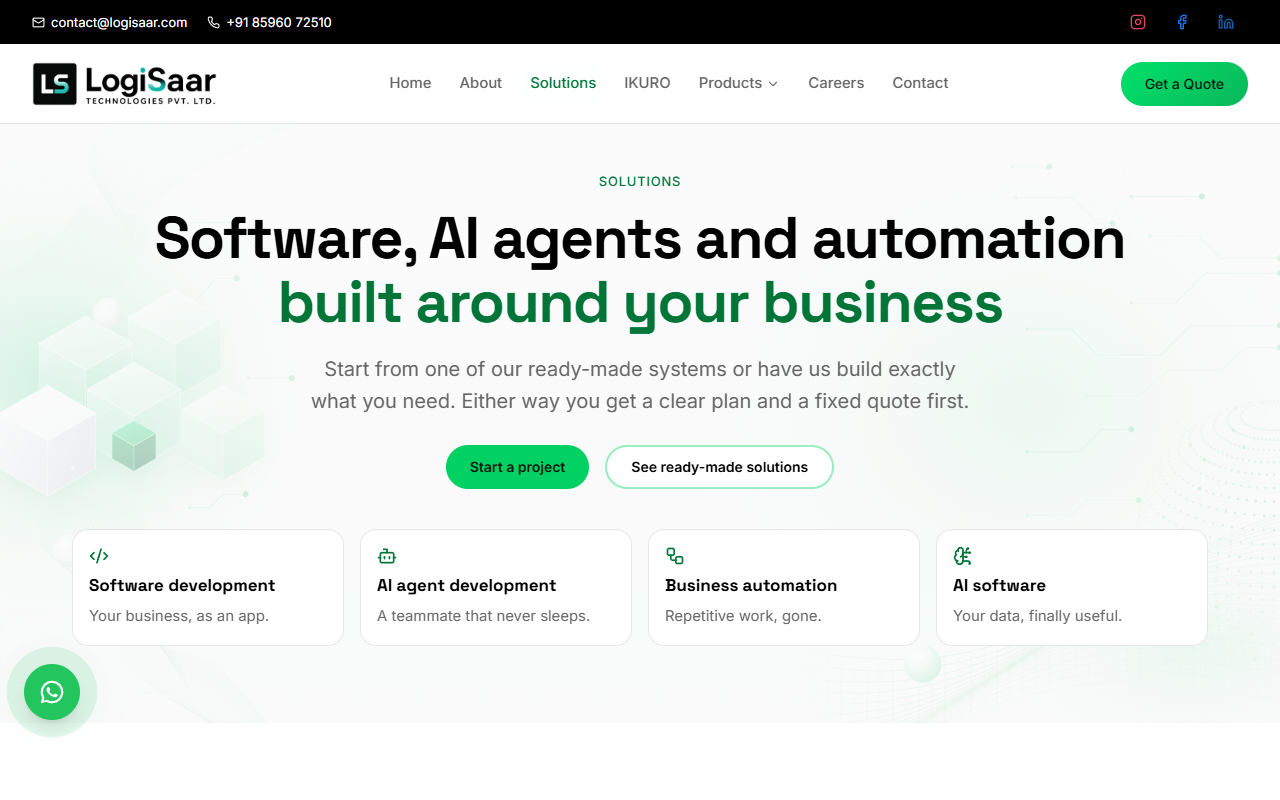 contact@logisaar.com +91 85960 72510
LS LogiSaar
TECHNOLOGIES PVT. LTD.
Home About Solutions IKURO Products Careers Contact
Get a Quote
SOLUTIONS
Software, AI agents and automation
built around your business
Start from one of our ready-made systems or have us build exactly
what you need. Either way you get a clear plan and a fixed quote first.
Start a project See ready-made solutions
Software development
Your business, as an app.
AI agent development
A teammate that never sleeps.
Business automation
Repetitive work, gone.
AI software
Your data, finally useful.